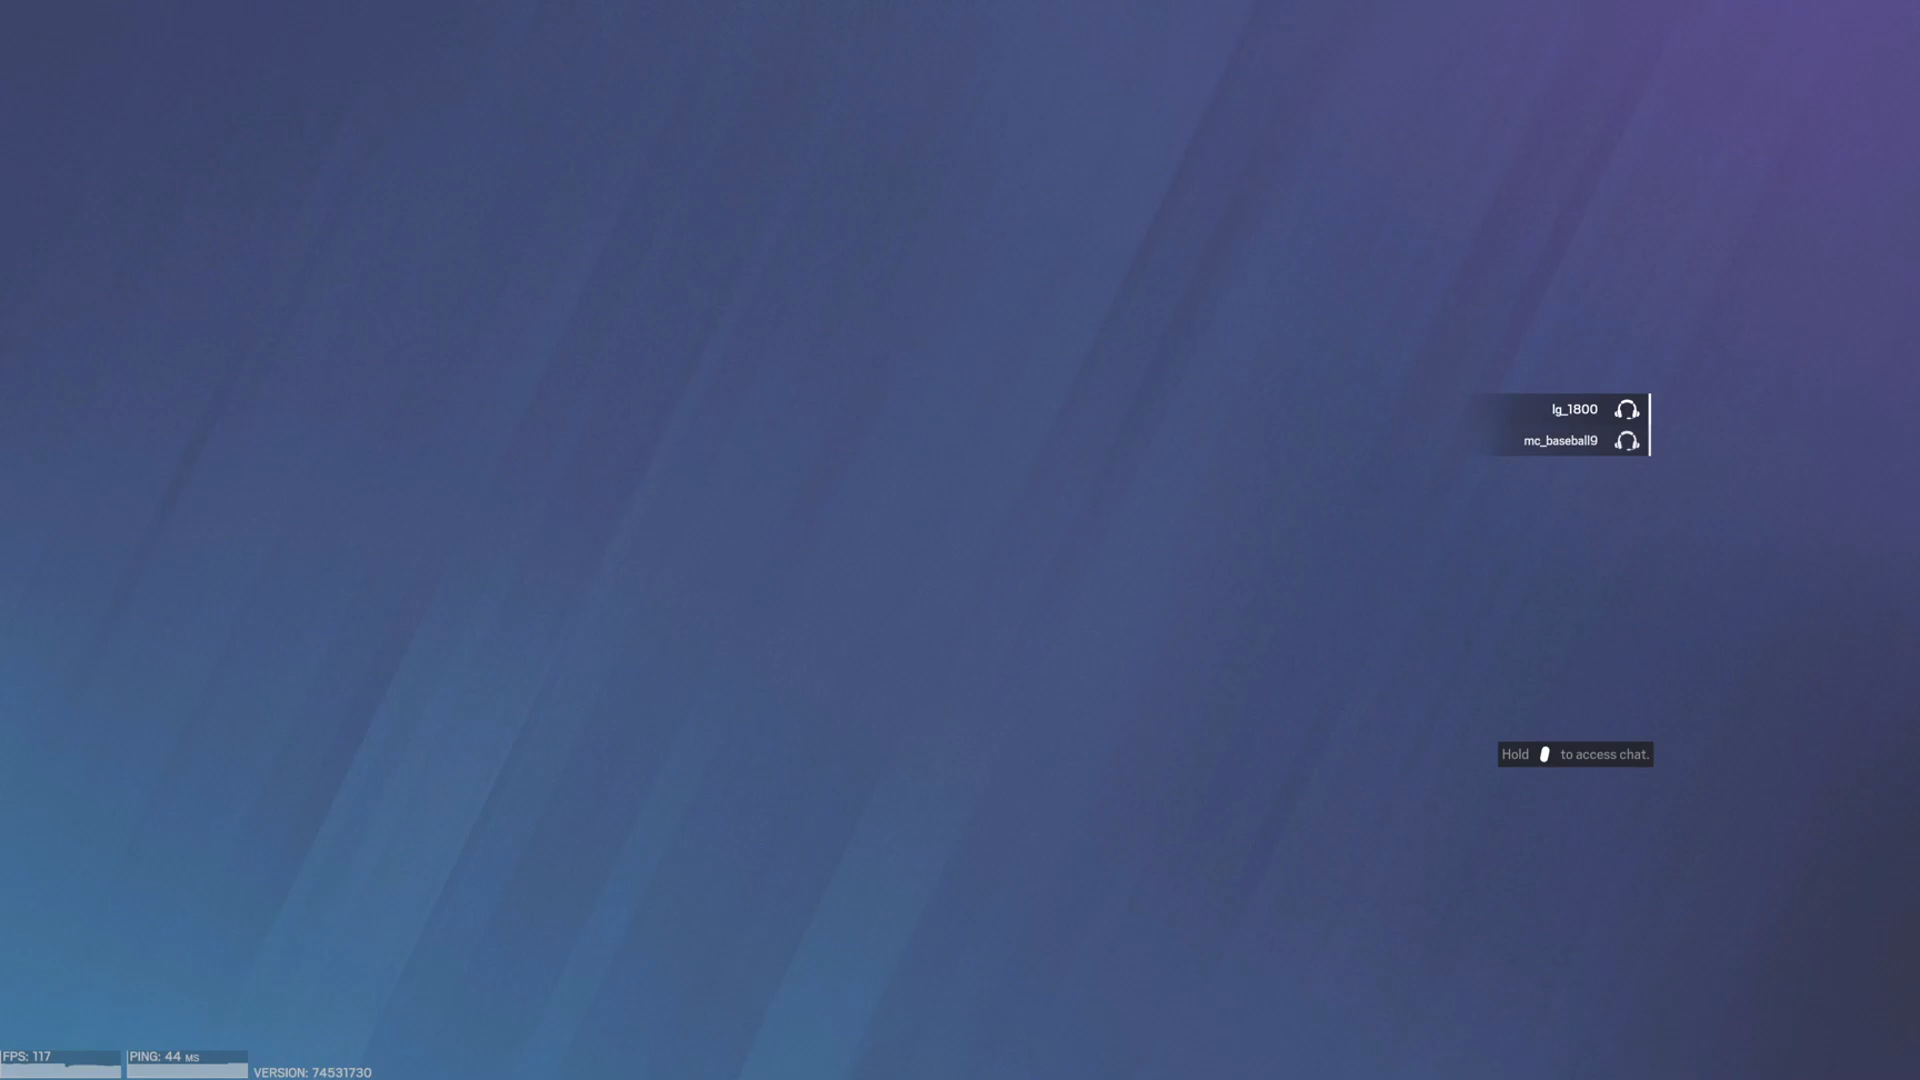 lg_1800
mc_baseball9
Hold to access chat.
FPS: 117
PING: 44 MS
VERSION: 74531730